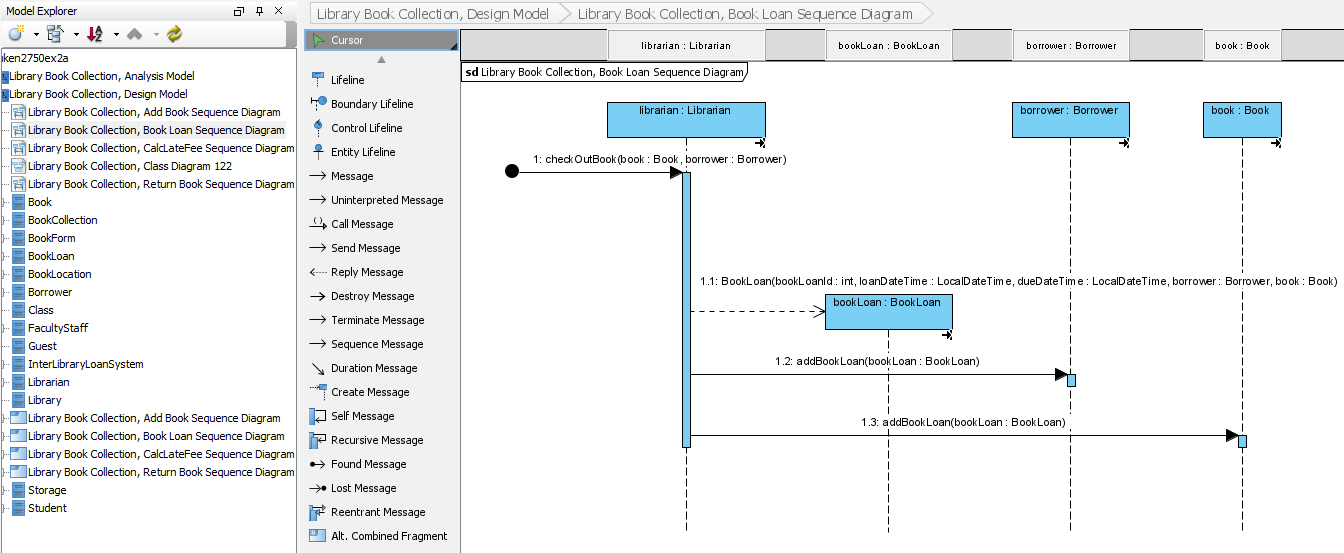 Model Explorer
ken2750ex2a
Library Book Collection, Analysis Model
Library Book Collection, Design Model
Library Book Collection, Add Book Sequence Diagram
Library Book Collection, Book Loan Sequence Diagram
Library Book Collection, CalcLateFee Sequence Diagram
Library Book Collection, Class Diagram 122
Library Book Collection, Return Book Sequence Diagram
Book
BookCollection
BookForm
BookLoan
BookLocation
Borrower
Class
FacultyStaff
Guest
InterLibraryLoanSystem
Librarian
Library
Library Book Collection, Add Book Sequence Diagram
Library Book Collection, Book Loan Sequence Diagram
Library Book Collection, CalcLateFee Sequence Diagram
Library Book Collection, Return Book Sequence Diagram
Storage
Student
Library Book Collection, Design Model
Library Book Collection, Book Loan Sequence Diagram
Cursor
Lifeline
Boundary Lifeline
Control Lifeline
Entity Lifeline
Message
Uninterpreted Message
Call Message
Send Message
Reply Message
Destroy Message
Terminate Message
Sequence Message
Duration Message
Create Message
Self Message
Recursive Message
Found Message
Lost Message
Reentrant Message
Alt. Combined Fragment
librarian : Librarian
bookLoan : BookLoan
borrower : Borrower
book : Book
sd Library Book Collection, Book Loan Sequence Diagram
librarian : Librarian
borrower : Borrower
book : Book
1: checkOutBook(book : Book, borrower : Borrower)
1.1: BookLoan(bookLoanId : int, loanDateTime : LocalDateTime, dueDateTime : LocalDateTime, borrower : Borrower, book : Book)
bookLoan : BookLoan
1.2: addBookLoan(bookLoan : BookLoan)
1.3: addBookLoan(bookLoan : BookLoan)